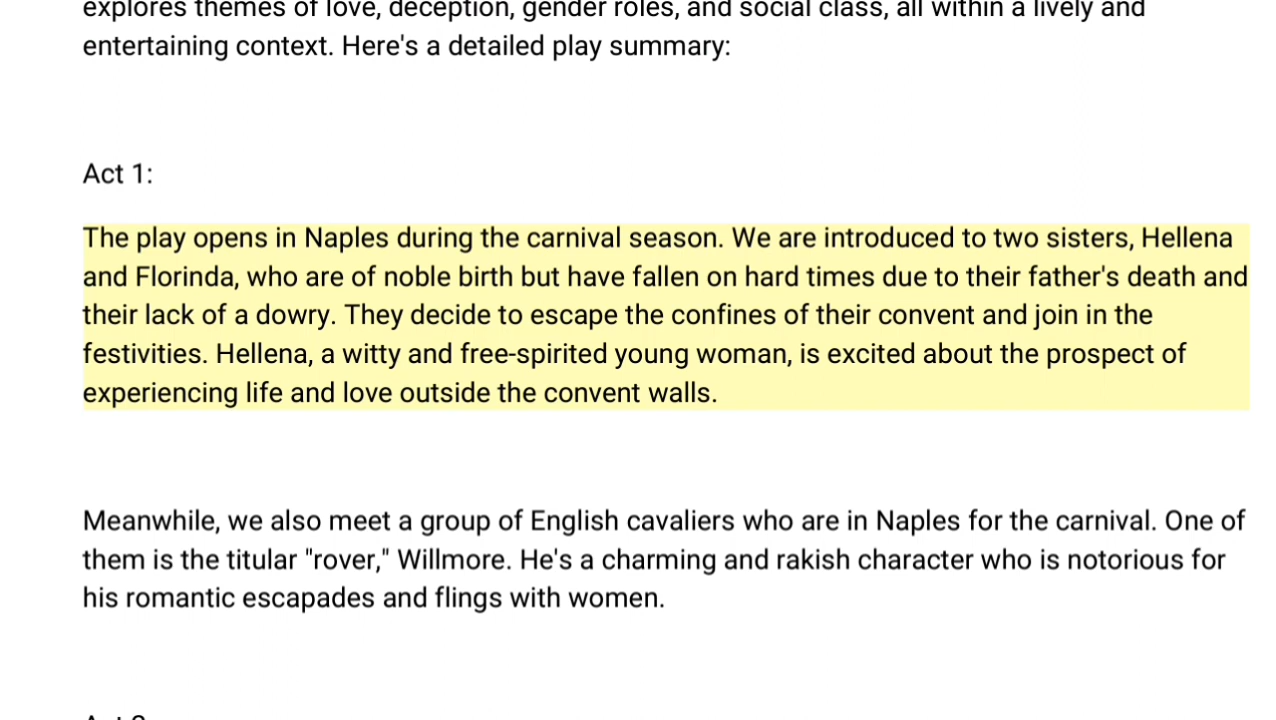 explores themes of love, deception, gender roles, and social class, all within a lively and
entertaining context. Here's a detailed play summary:
Act 1:
The play opens in Naples during the carnival season. We are introduced to two sisters, Hellena
and Florinda, who are of noble birth but have fallen on hard times due to their father's death and
their lack of a dowry. They decide to escape the confines of their convent and join in the
festivities. Hellena, a witty and free-spirited young woman, is excited about the prospect of
experiencing life and love outside the convent walls.
Meanwhile, we also meet a group of English cavaliers who are in Naples for the carnival. One of
them is the titular "rover," Willmore. He's a charming and rakish character who is notorious for
his romantic escapades and flings with women.